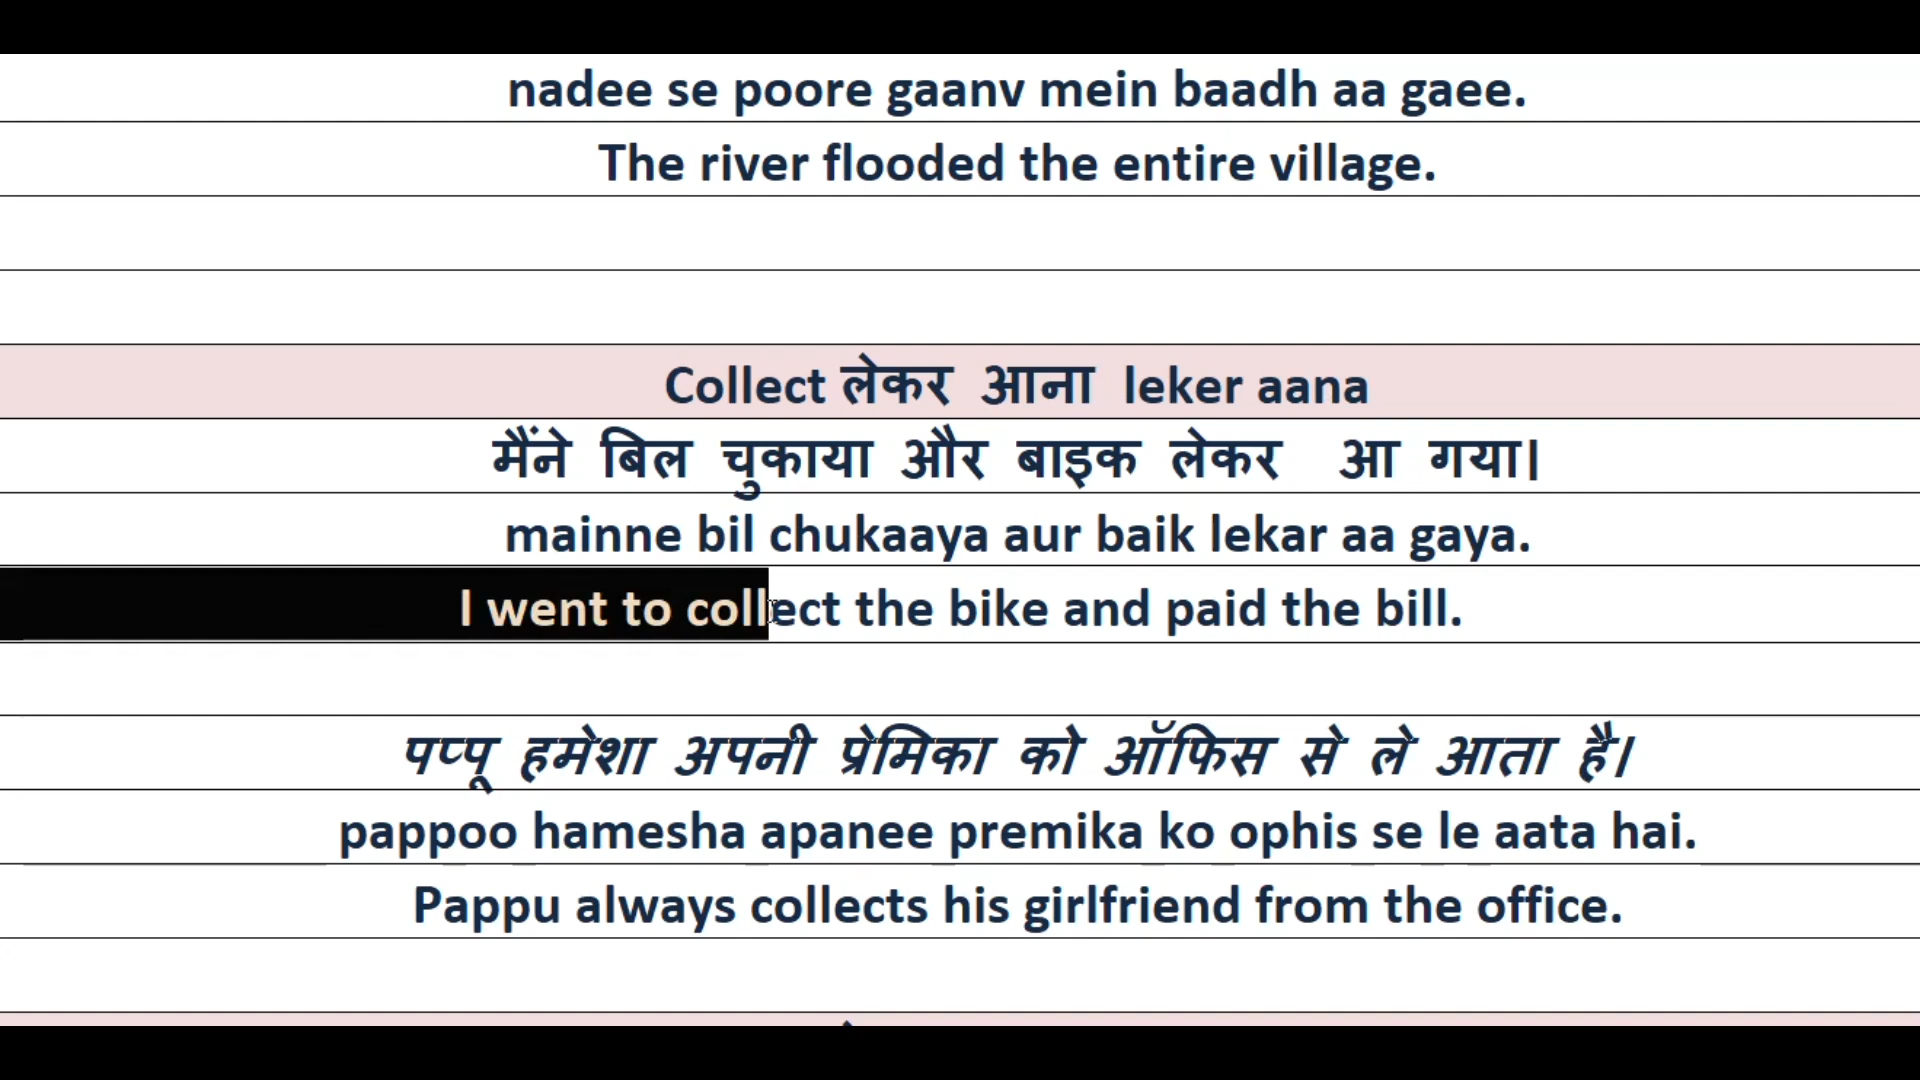 nadee se poore gaanv mein baadh aa gaee.
The river flooded the entire village.
Collect लेकर आना leker aana
मैंने बिल चुकाया और बाइक लेकर आ गया।
mainne bil chukaaya aur baik lekar aa gaya.
I went to collect the bike and paid the bill.
पप्पू हमेशा अपनी प्रेमिका को ऑफिस से ले आता है।
pappoo hamesha apanee premika ko ophis se le aata hai.
Pappu always collects his girlfriend from the office.